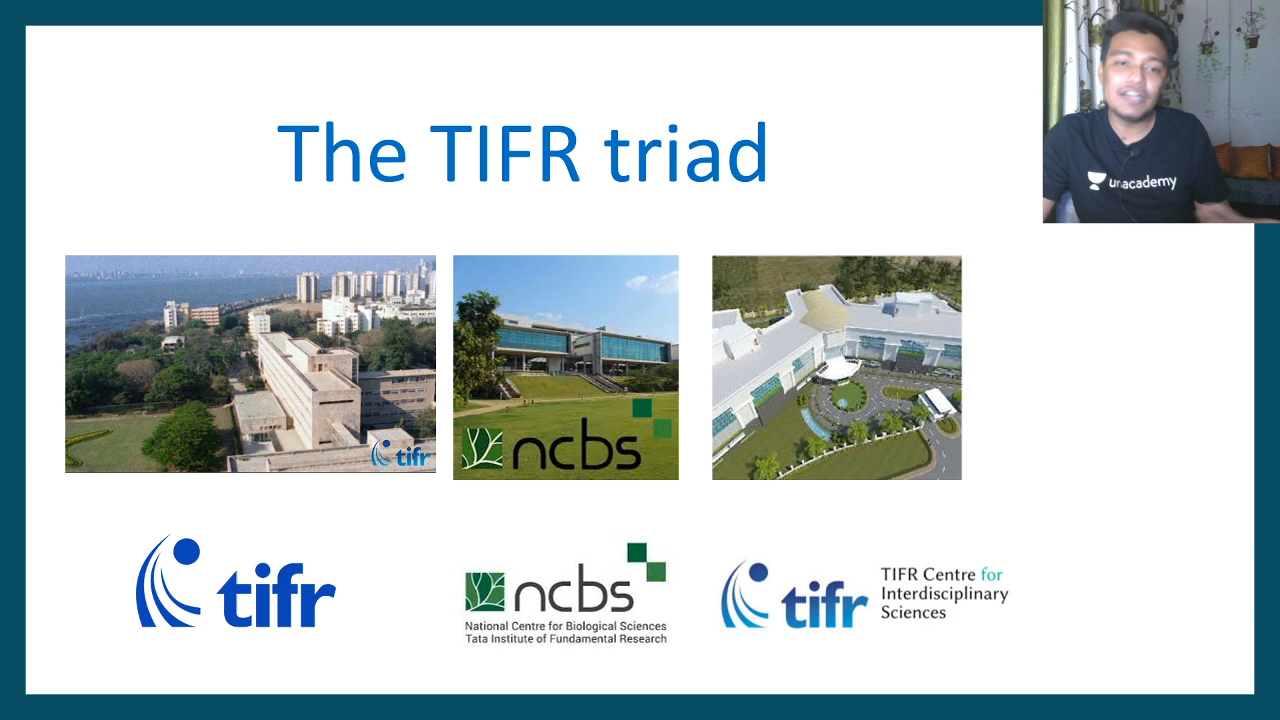 The TIFR triad
unacademy
tifr
ncbs
tifr
ncbs
National Centre for Biological Sciences
Tata Institute of Fundamental Research
tifr
TIFR Centre for
Interdisciplinary
Sciences